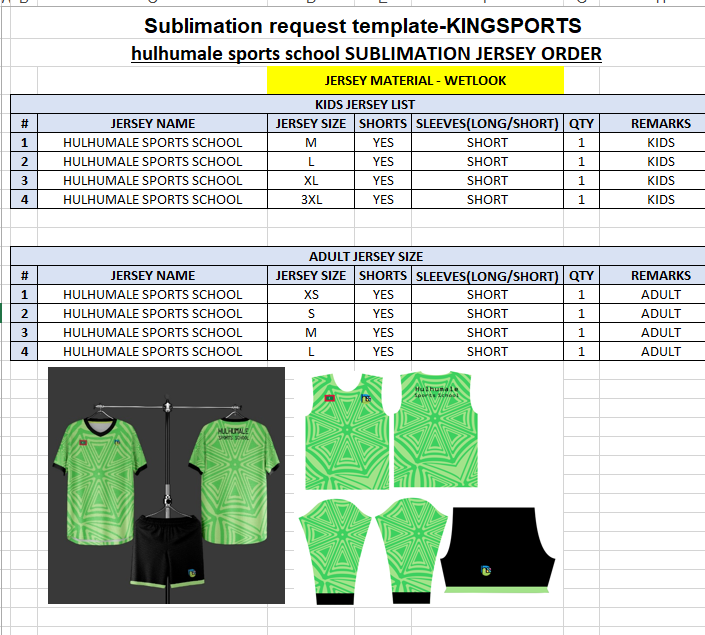 Sublimation request template-KINGSPORTS
hulhumale sports school SUBLIMATION JERSEY ORDER
JERSEY MATERIAL - WETLOOK
KIDS JERSEY LIST
# JERSEY NAME JERSEY SIZE SHORTS SLEEVES(LONG/SHORT) QTY REMARKS
1 HULHUMALE SPORTS SCHOOL M YES SHORT 1 KIDS
2 HULHUMALE SPORTS SCHOOL L YES SHORT 1 KIDS
3 HULHUMALE SPORTS SCHOOL XL YES SHORT 1 KIDS
4 HULHUMALE SPORTS SCHOOL 3XL YES SHORT 1 KIDS
ADULT JERSEY SIZE
# JERSEY NAME JERSEY SIZE SHORTS SLEEVES(LONG/SHORT) QTY REMARKS
1 HULHUMALE SPORTS SCHOOL XS YES SHORT 1 ADULT
2 HULHUMALE SPORTS SCHOOL S YES SHORT 1 ADULT
3 HULHUMALE SPORTS SCHOOL M YES SHORT 1 ADULT
4 HULHUMALE SPORTS SCHOOL L YES SHORT 1 ADULT
HULHUMALE
SPORTS SCHOOL
Hulhumale
Sports School